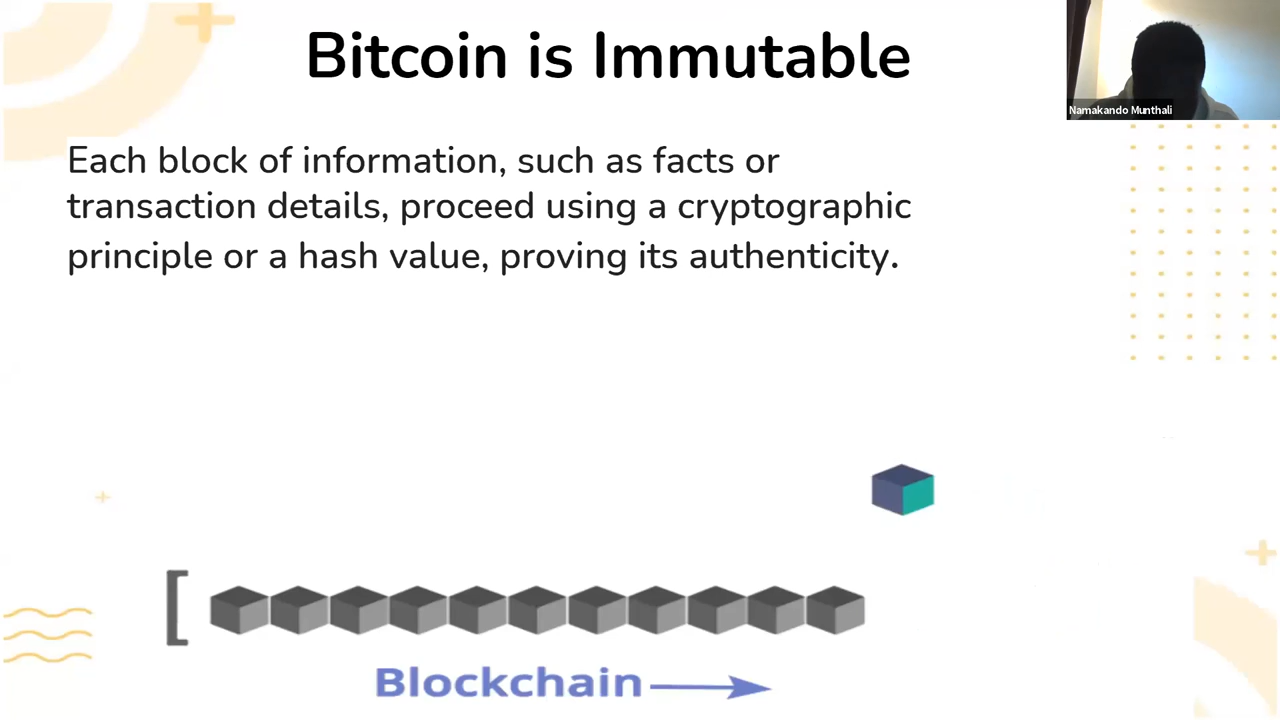 Bitcoin is Immutable
Namakando Munthali
Each block of information, such as facts or
transaction details, proceed using a cryptographic
principle or a hash value, proving its authenticity.
Blockchain